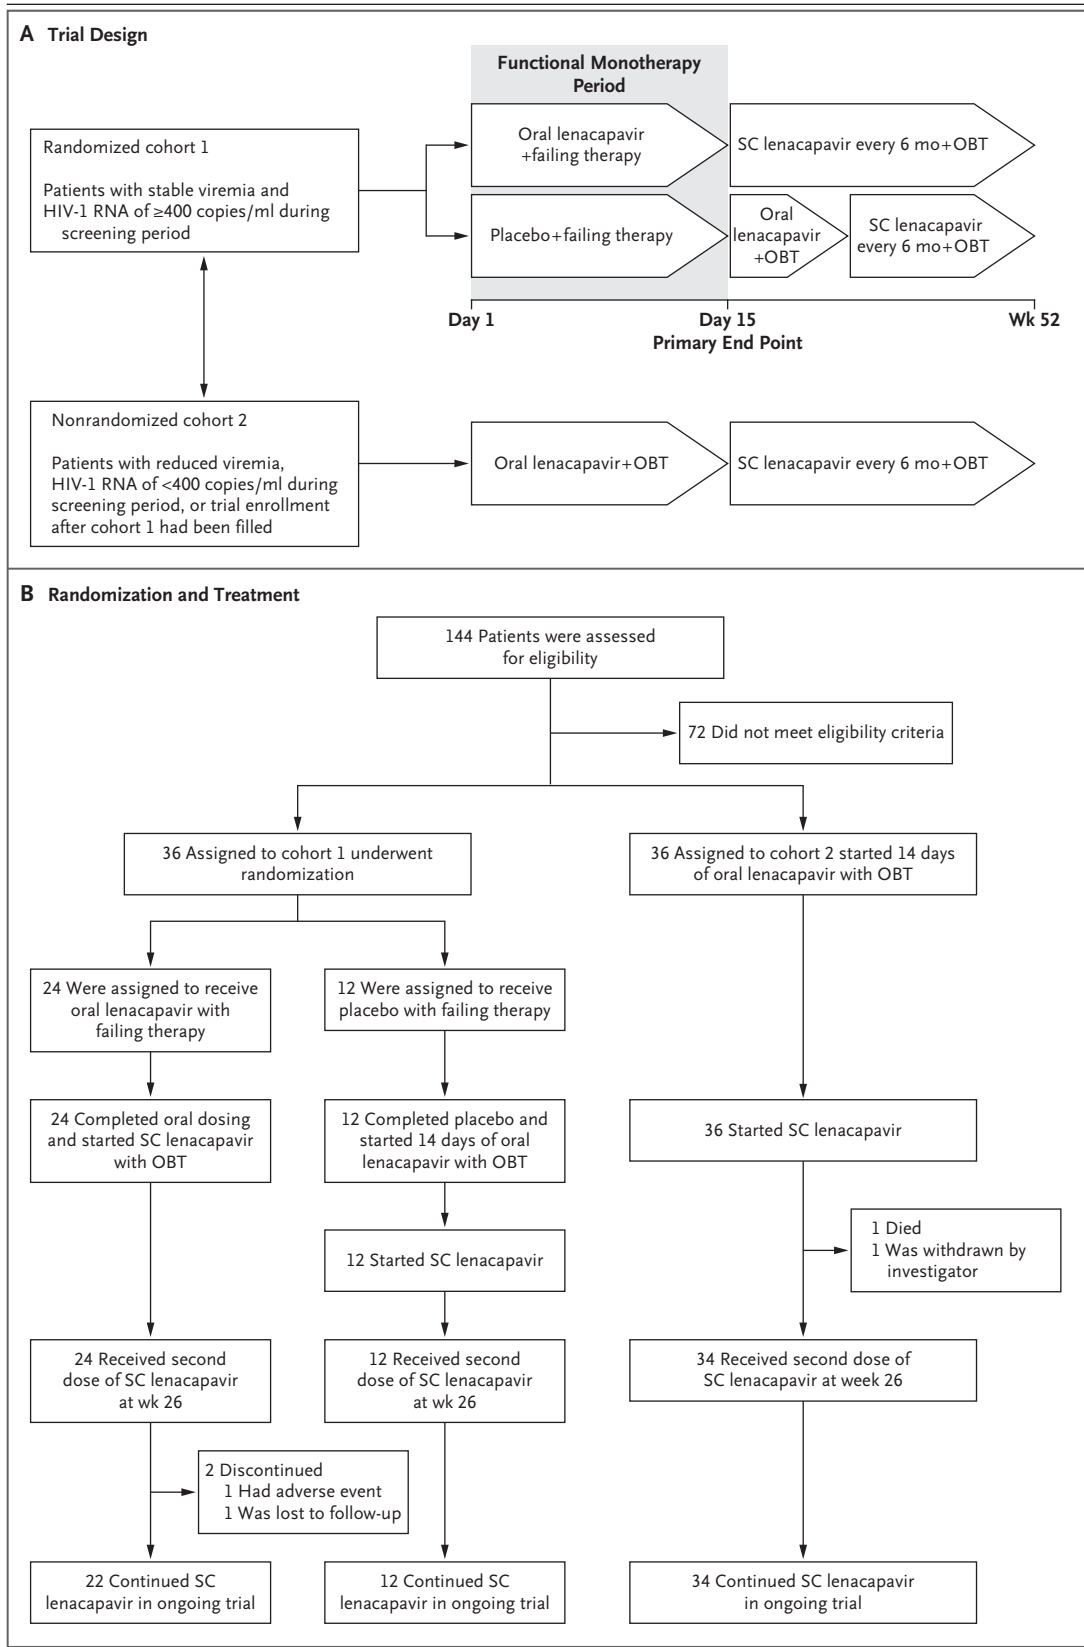 A Trial Design
Functional Monotherapy
Period
Randomized cohort 1
Patients with stable viremia and
HIV-1 RNA of ≥400 copies/ml during
screening period
Oral lenacapavir
+failing therapy
SC lenacapavir every 6 mo+OBT
Placebo+failing therapy
Oral
lenacapavir
+OBT
SC lenacapavir
every 6 mo+OBT
Day 1
Day 15
Wk 52
Primary End Point
Nonrandomized cohort 2
Patients with reduced viremia,
HIV-1 RNA of <400 copies/ml during
screening period, or trial enrollment
after cohort 1 had been filled
Oral lenacapavir+OBT
SC lenacapavir every 6 mo+OBT
B Randomization and Treatment
144 Patients were assessed
for eligibility
72 Did not meet eligibility criteria
36 Assigned to cohort 1 underwent
randomization
36 Assigned to cohort 2 started 14 days
of oral lenacapavir with OBT
24 Were assigned to receive
oral lenacapavir with
failing therapy
12 Were assigned to receive
placebo with failing therapy
24 Completed oral dosing
and started SC lenacapavir
with OBT
12 Completed placebo and
started 14 days of oral
lenacapavir with OBT
36 Started SC lenacapavir
12 Started SC lenacapavir
1 Died
1 Was withdrawn by
investigator
24 Received second
dose of SC lenacapavir
at wk 26
12 Received second
dose of SC lenacapavir
at wk 26
34 Received second dose of
SC lenacapavir at week 26
2 Discontinued
1 Had adverse event
1 Was lost to follow-up
22 Continued SC
lenacapavir in ongoing trial
12 Continued SC
lenacapavir in ongoing trial
34 Continued SC lenacapavir
in ongoing trial